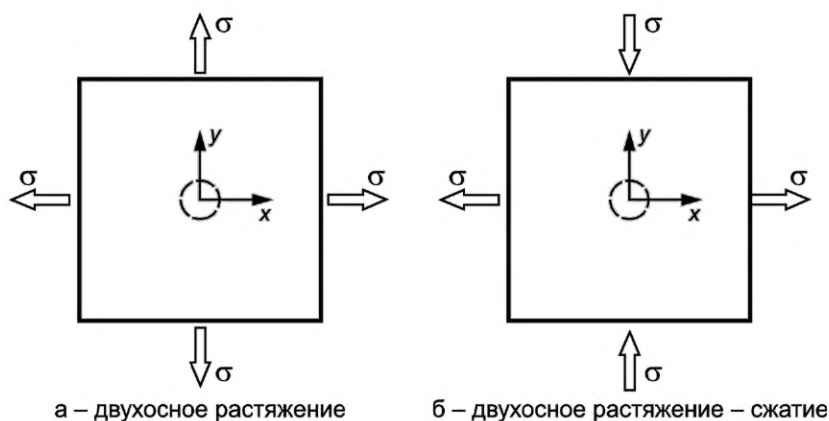 σ σ
y y
σ σ σ σ
x x
σ σ
а – двухосное растяжение б – двухосное растяжение – сжатие